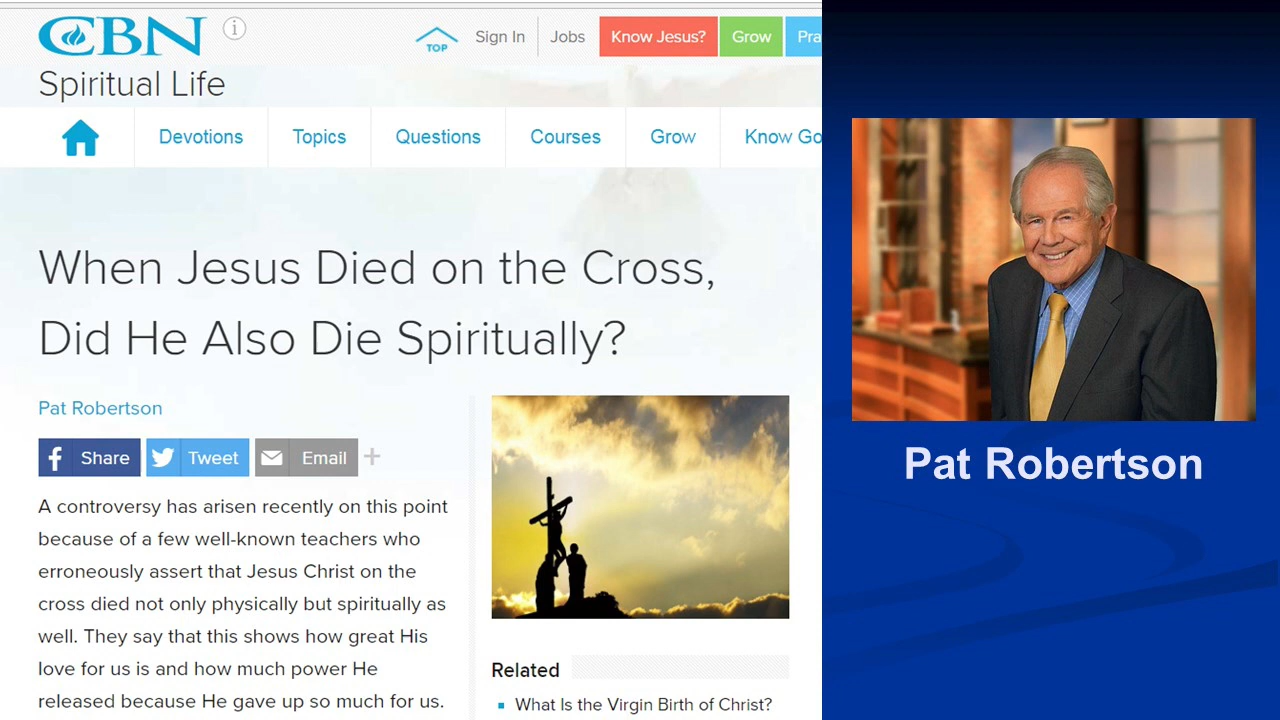 CBN
i
TOP
Sign In
Jobs
Know Jesus?
Grow
Pra
Spiritual Life
Devotions
Topics
Questions
Courses
Grow
Know Go
When Jesus Died on the Cross,
Did He Also Die Spiritually?
Pat Robertson
Share
Tweet
Email
+
A controversy has arisen recently on this point
because of a few well-known teachers who
erroneously assert that Jesus Christ on the
cross died not only physically but spiritually as
well. They say that this shows how great His
love for us is and how much power He
released because He gave up so much for us.
Related
What Is the Virgin Birth of Christ?
Pat Robertson